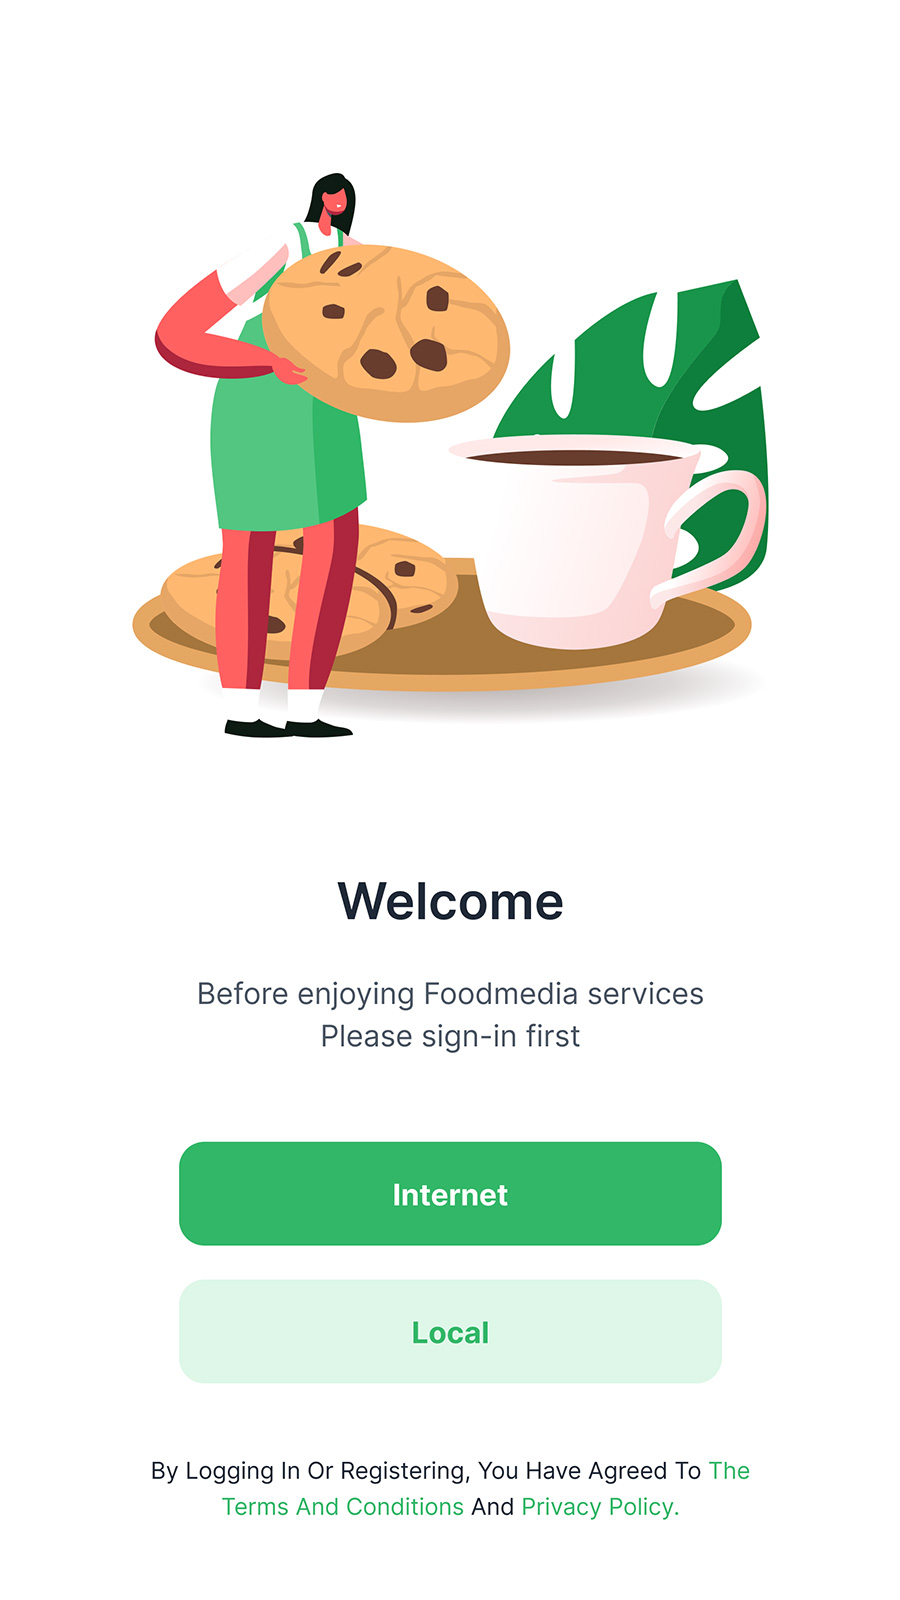 Welcome
Before enjoying Foodmedia services
Please sign-in first
Internet
Local
By Logging In Or Registering, You Have Agreed To The
Terms And Conditions And Privacy Policy.